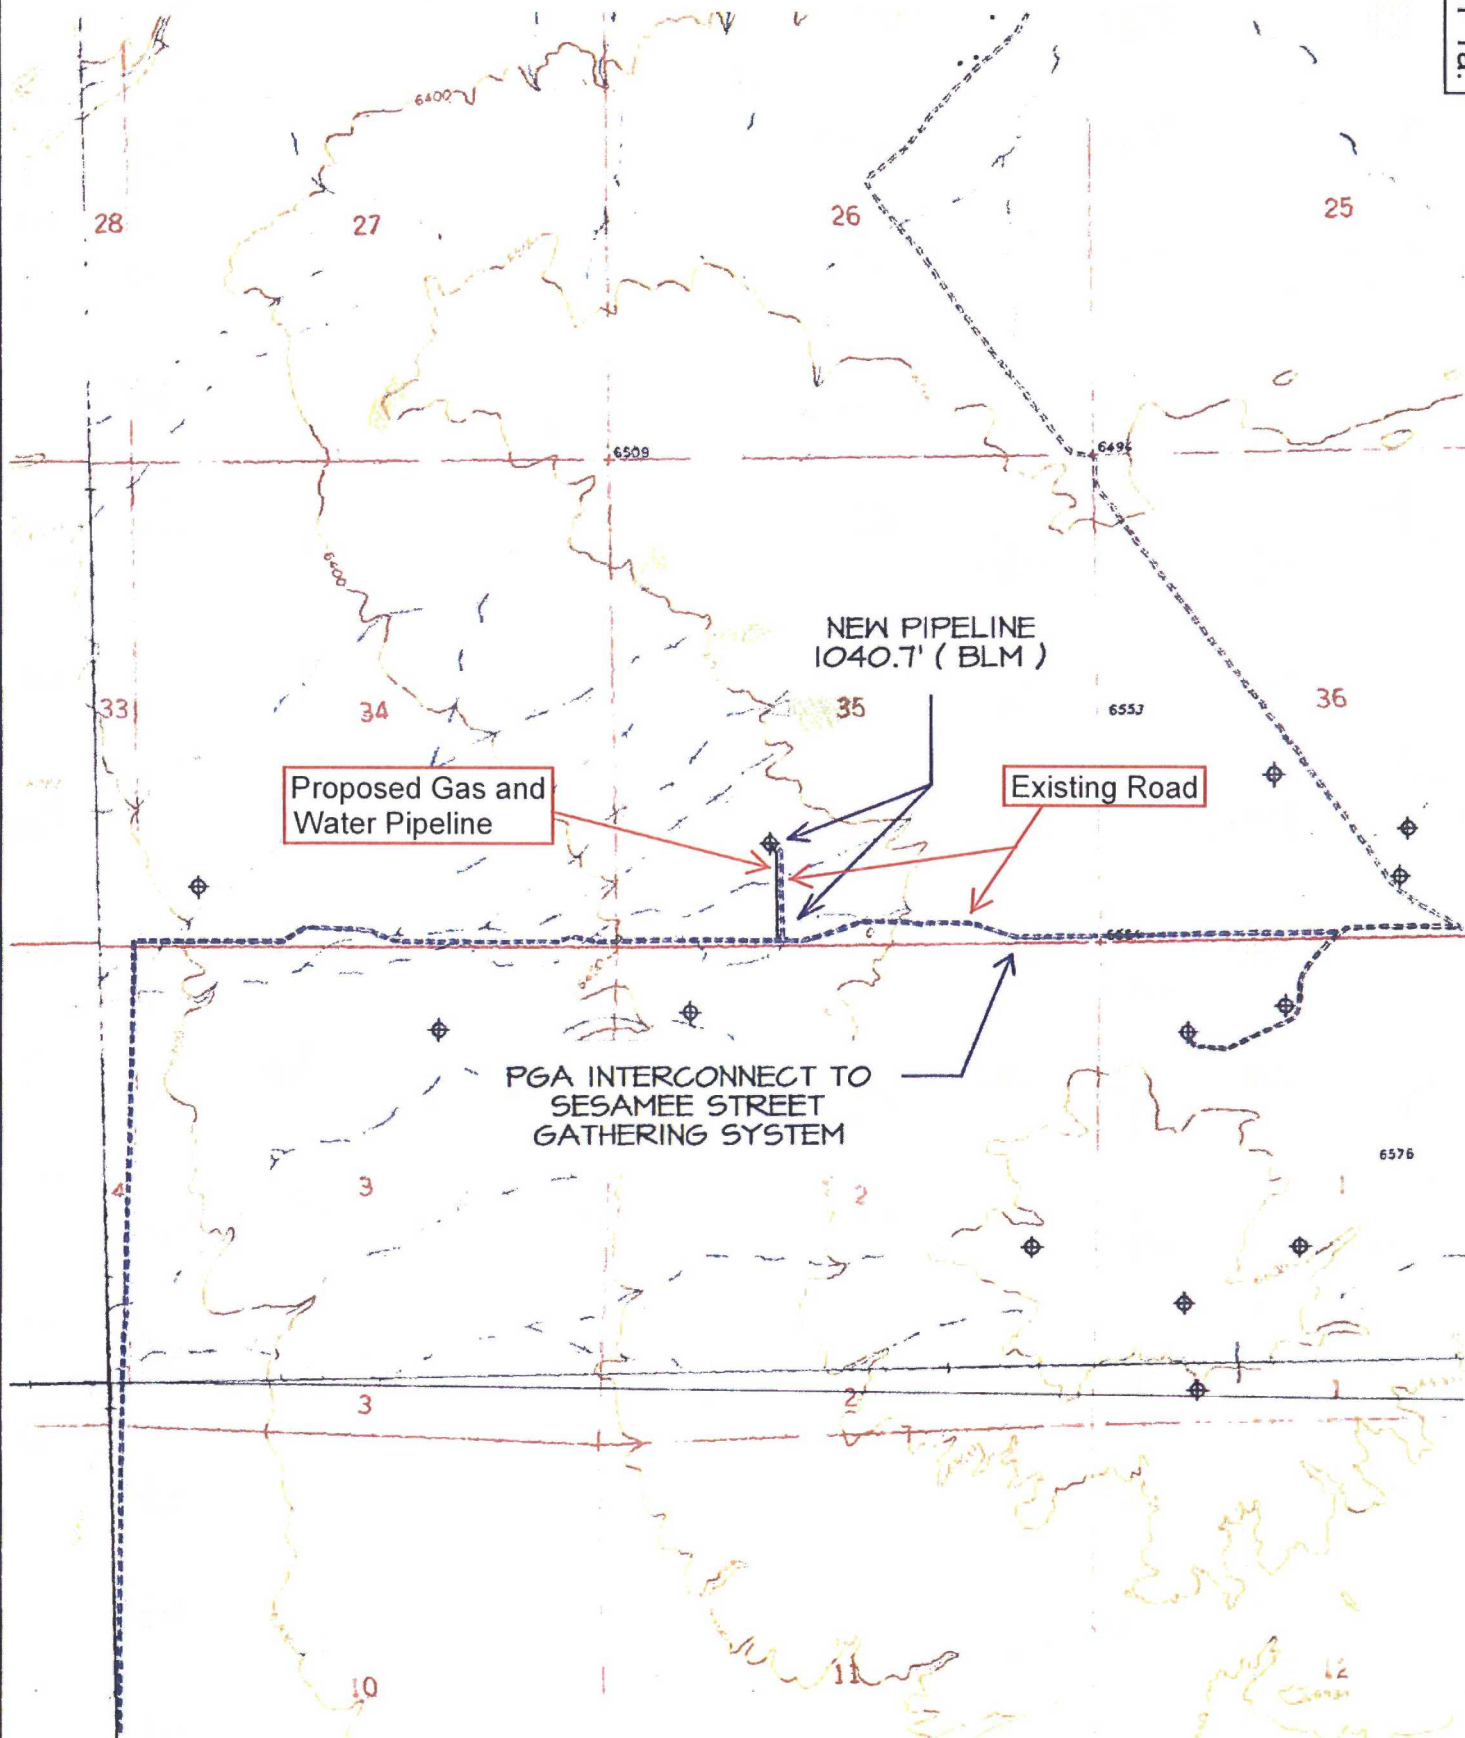 6400
28
27
26
25
6509
6400
NEW PIPELINE
1040.7' ( BLM )
33
34
35
6553
36
Proposed Gas and
Water Pipeline
Existing Road
PGA INTERCONNECT TO
SESAMEE STREET
GATHERING SYSTEM
6576
4
3
2
1
3
2
1
10
11
12